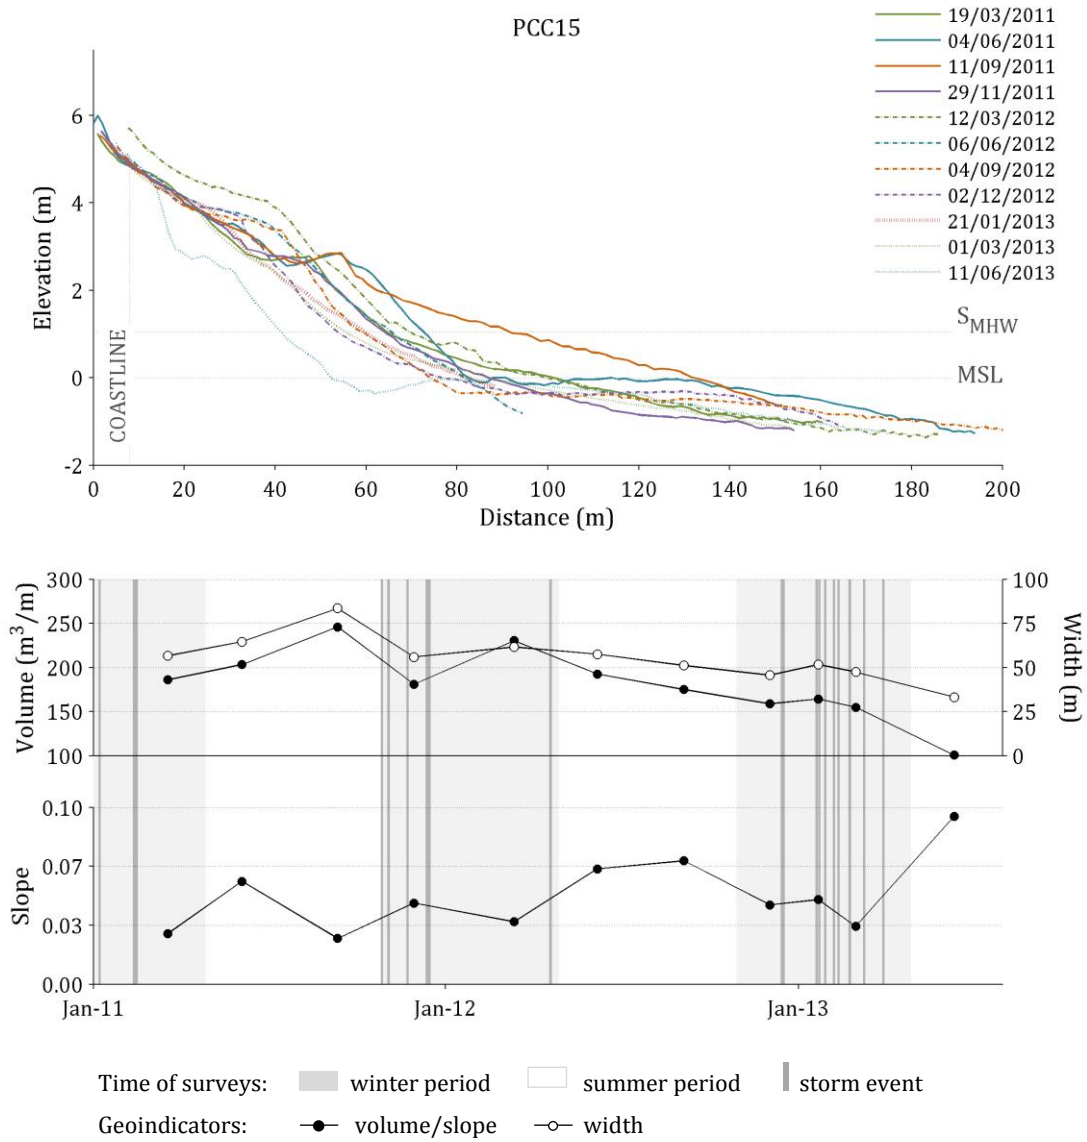 PCC15
19/03/2011
04/06/2011
11/09/2011
29/11/2011
12/03/2012
06/06/2012
04/09/2012
02/12/2012
21/01/2013
01/03/2013
11/06/2013
Elevation (m)
6
4
2
0
-2
COASTLINE
SMHW
MSL
0 20 40 60 80 100 120 140 160 180 200
Distance (m)
Volume (m³/m)
300
250
200
150
100
100
75
50
25
0
Width (m)
Slope
0.10
0.07
0.03
0.00
Jan-11 Jan-12 Jan-13
Time of surveys: winter period summer period storm event
Geoindicators: volume/slope width